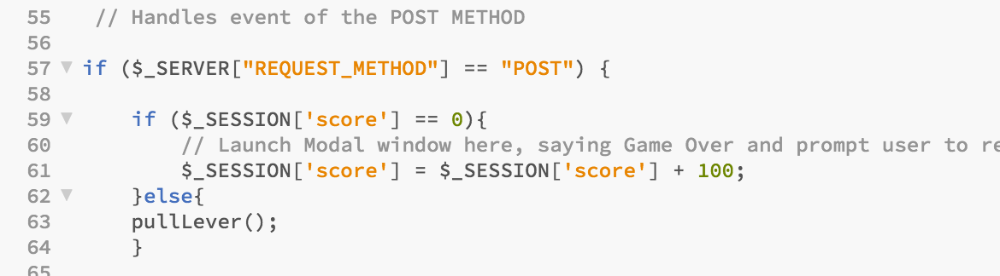 55 // Handles event of the POST METHOD
56
57 if ($_SERVER["REQUEST_METHOD"] == "POST") {
58
59 if ($_SESSION['score'] == 0){
60 // Launch Modal window here, saying Game Over and prompt user to re
61 $_SESSION['score'] = $_SESSION['score'] + 100;
62 }else{
63 pullLever();
64 }
65